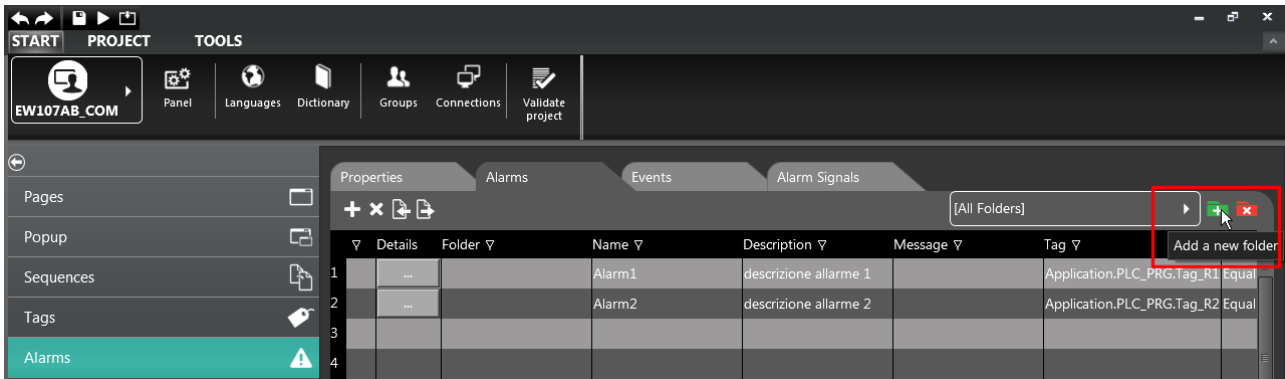 START PROJECT TOOLS
EW107AB_COM
Panel
Languages
Dictionary
Groups
Connections
Validate
project
Pages
Popup
Sequences
Tags
Alarms
Properties Alarms Events Alarm Signals
[All Folders]
Add a new folder
Details Folder Name Description Message Tag
1 ... Alarm1 descrizione allarme 1 Application.PLC_PRG.Tag_R1 Equal
2 ... Alarm2 descrizione allarme 2 Application.PLC_PRG.Tag_R2 Equal
3
4